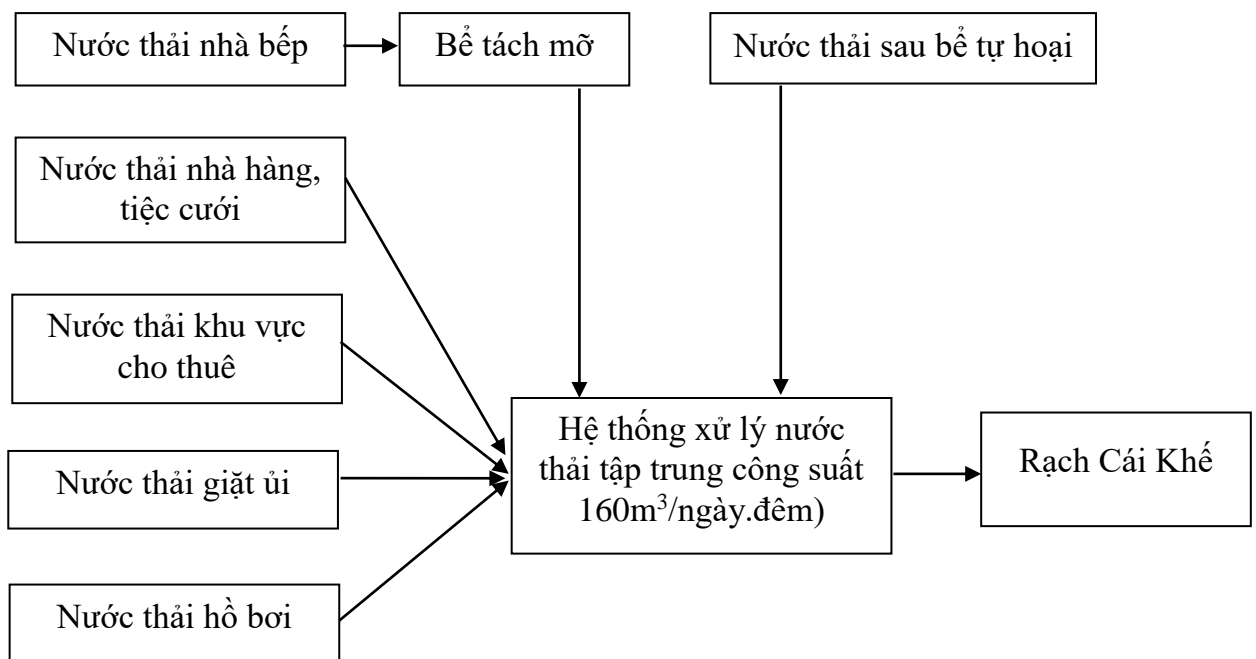 Nước thải nhà bếp
Bể tách mỡ
Nước thải sau bể tự hoại
Nước thải nhà hàng,
tiệc cưới
Nước thải khu vực
cho thuê
Nước thải giặt ủi
Nước thải hồ bơi
Hệ thống xử lý nước
thải tập trung công suất
160m³/ngày.đêm)
Rạch Cái Khế